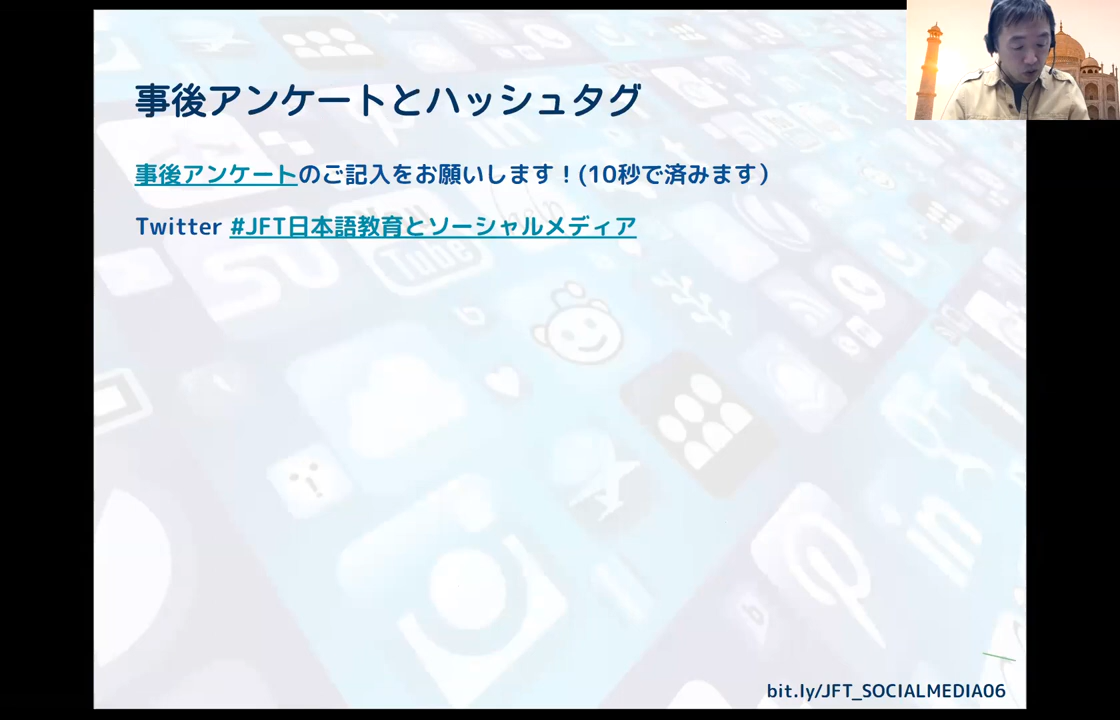 事後アンケートとハッシュタグ
事後アンケートのご記入をお願いします！(10秒で済みます）
Twitter #JFT日本語教育とソーシャルメディア
You
Tube
in
bit.ly/JFT_SOCIALMEDIA06